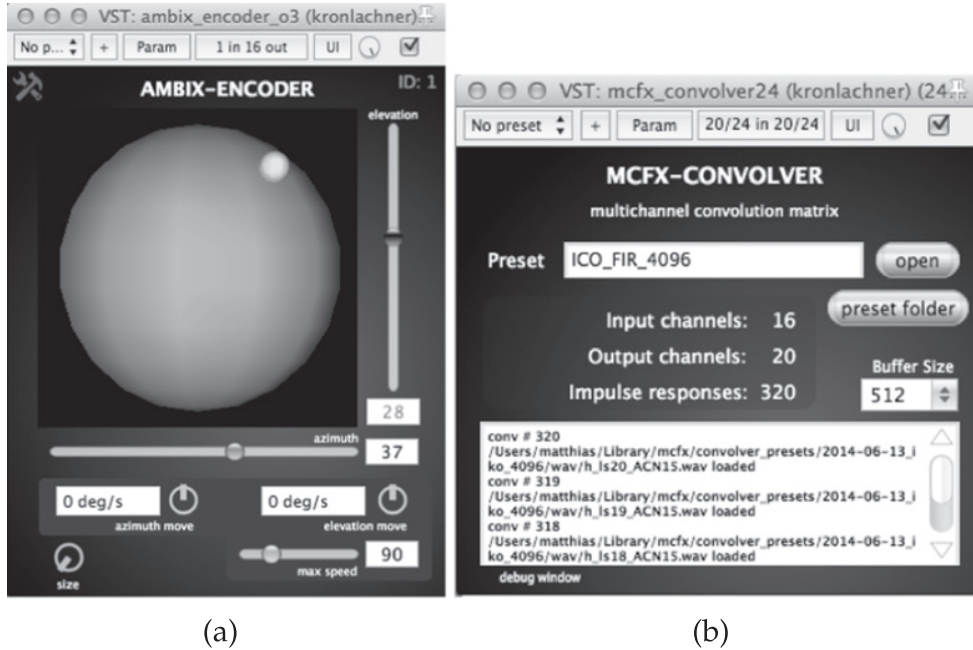 VST: ambix_encoder_o3 (kronlachner)
No p...
+
Param
1 in 16 out
UI
AMBIX-ENCODER
ID: 1
elevation
28
azimuth
37
0 deg/s
azimuth move
0 deg/s
elevation move
size
90
max speed
(a)
VST: mcfx_convolver24 (kronlachner) (24...
No preset
+
Param
20/24 in 20/24
UI
MCFX-CONVOLVER
multichannel convolution matrix
Preset
ICO_FIR_4096
open
preset folder
Input channels: 16
Output channels: 20
Impulse responses: 320
Buffer Size
512
conv # 320
/Users/matthias/Library/mcfx/convolver_presets/2014-06-13_i
ko_4096/wav/h_ls20_ACN15.wav loaded
conv # 319
/Users/matthias/Library/mcfx/convolver_presets/2014-06-13_i
ko_4096/wav/h_ls19_ACN15.wav loaded
conv # 318
/Users/matthias/Library/mcfx/convolver_presets/2014-06-13_i
ko_4096/wav/h_ls18_ACN15.wav loaded
debug window
(b)